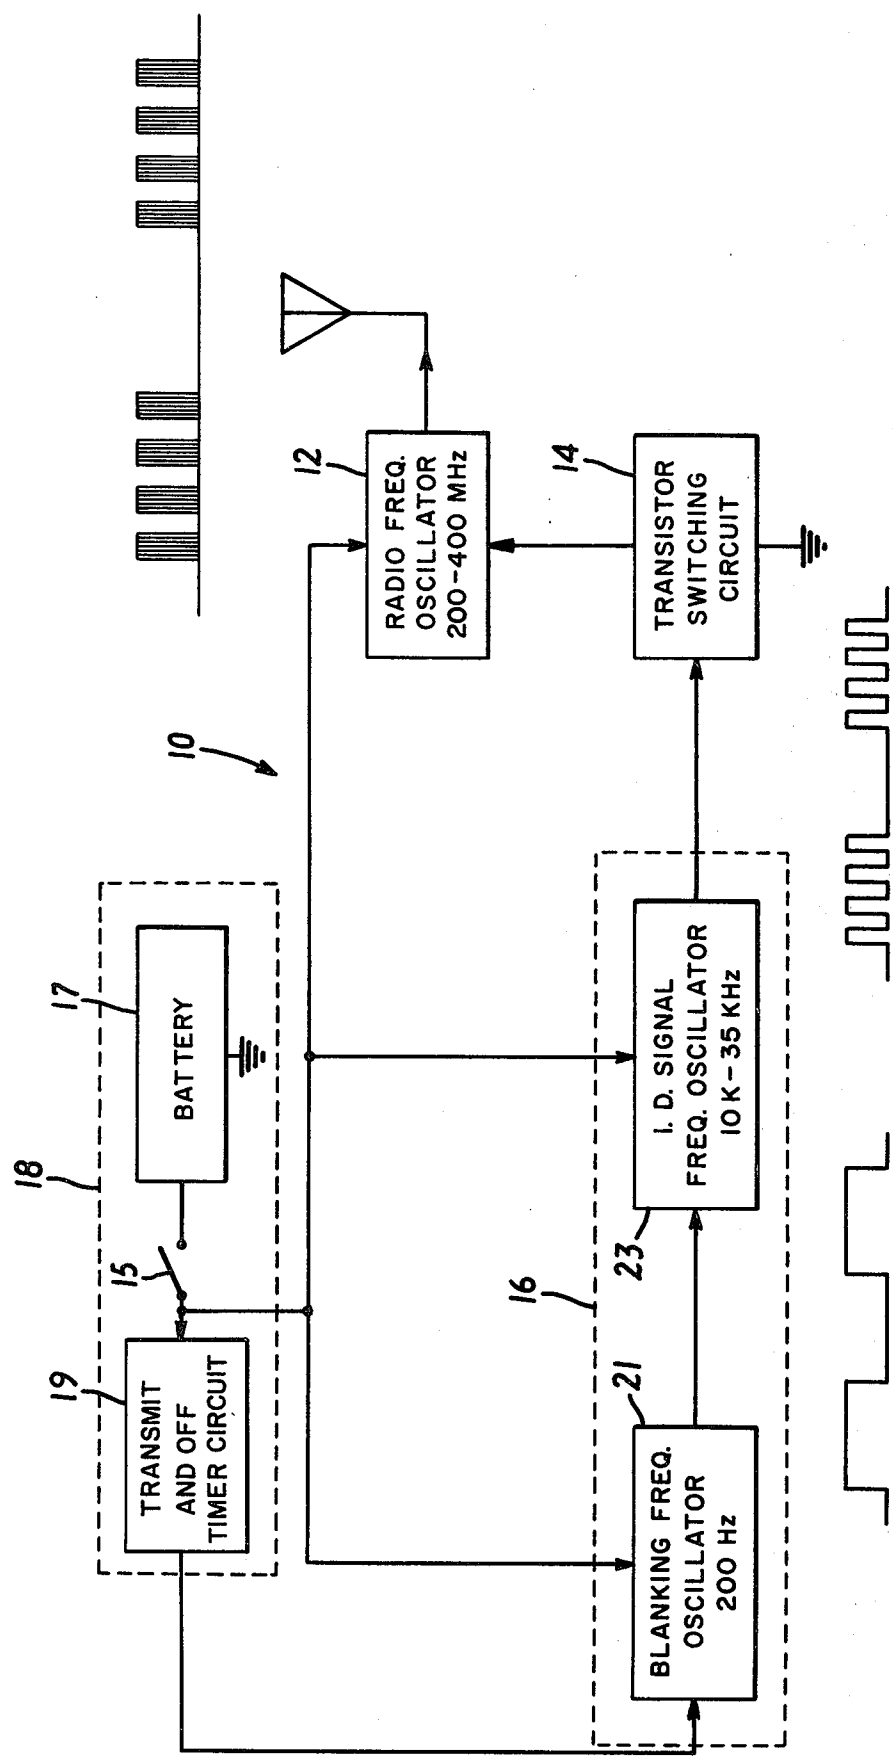 18
19
TRANSMIT
AND OFF
TIMER CIRCUIT
15
17
BATTERY
10
12
RADIO FREQ.
OSCILLATOR
200-400 MHz
16
21
BLANKING FREQ.
OSCILLATOR
200 Hz
23
I. D. SIGNAL
FREQ. OSCILLATOR
10 K-35 KHz
14
TRANSISTOR
SWITCHING
CIRCUIT